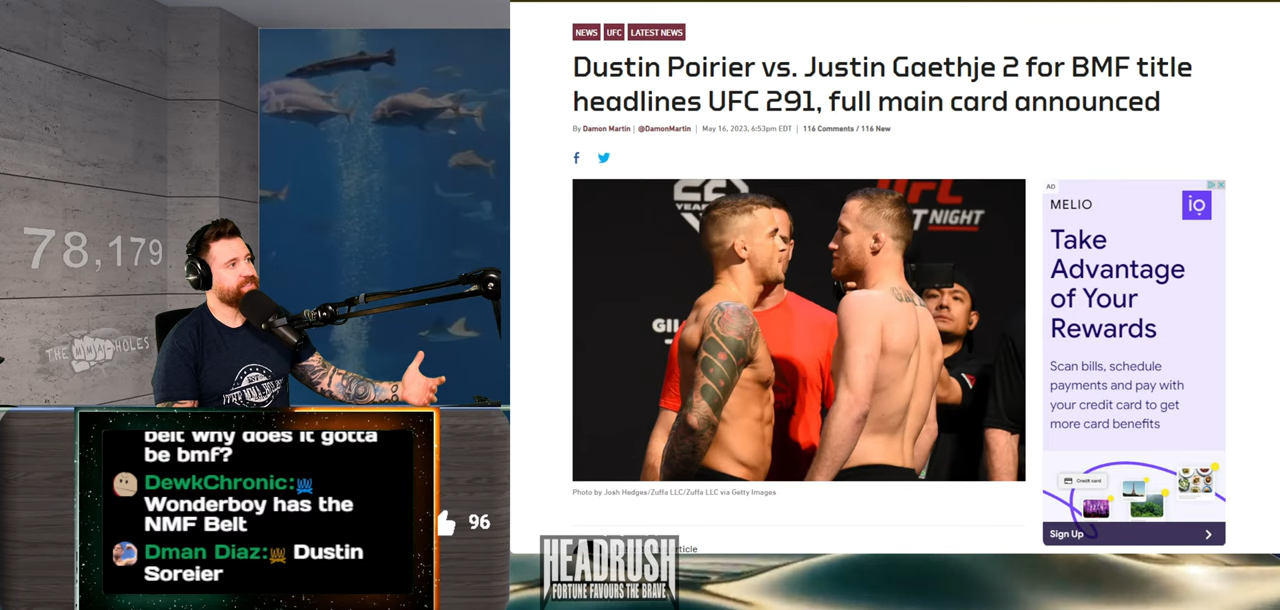 78,179
THE MMA HOLES
belt why does it gotta
be bmf?
DewkChronic:
Wonderboy has the
NMF Belt
Dman Diaz: Dustin
Soreier
96
NEWS UFC LATEST NEWS
Dustin Poirier vs. Justin Gaethje 2 for BMF title
headlines UFC 291, full main card announced
By Damon Martin | @DamonMartin | May 16, 2023, 6:53pm EDT | 116 Comments / 116 New
UFC
FIGHT NIGHT
Photo by Josh Hedges/Zuffa LLC/Zuffa LLC via Getty Images
AD
MELIO
io
Take
Advantage
of Your
Rewards
Scan bills, schedule
payments and pay with
your credit card to get
more card benefits
Credit card
Sign Up
HEADRUSH
FORTUNE FAVOURS THE BRAVE